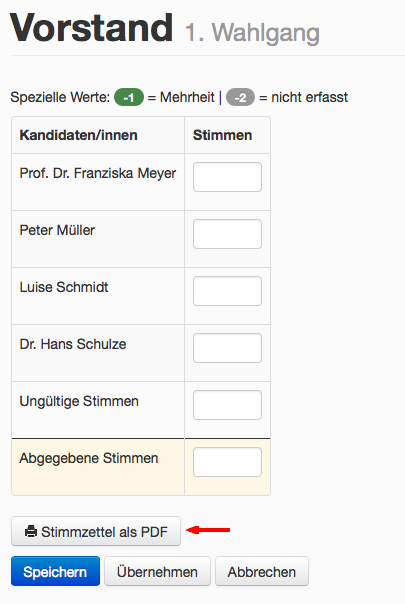 Vorstand 1. Wahlgang
Spezielle Werte: -1 = Mehrheit | -2 = nicht erfasst
Kandidaten/innen Stimmen
Prof. Dr. Franziska Meyer
Peter Müller
Luise Schmidt
Dr. Hans Schulze
Ungültige Stimmen
Abgegebene Stimmen
Stimmzettel als PDF
Speichern Übernehmen Abbrechen